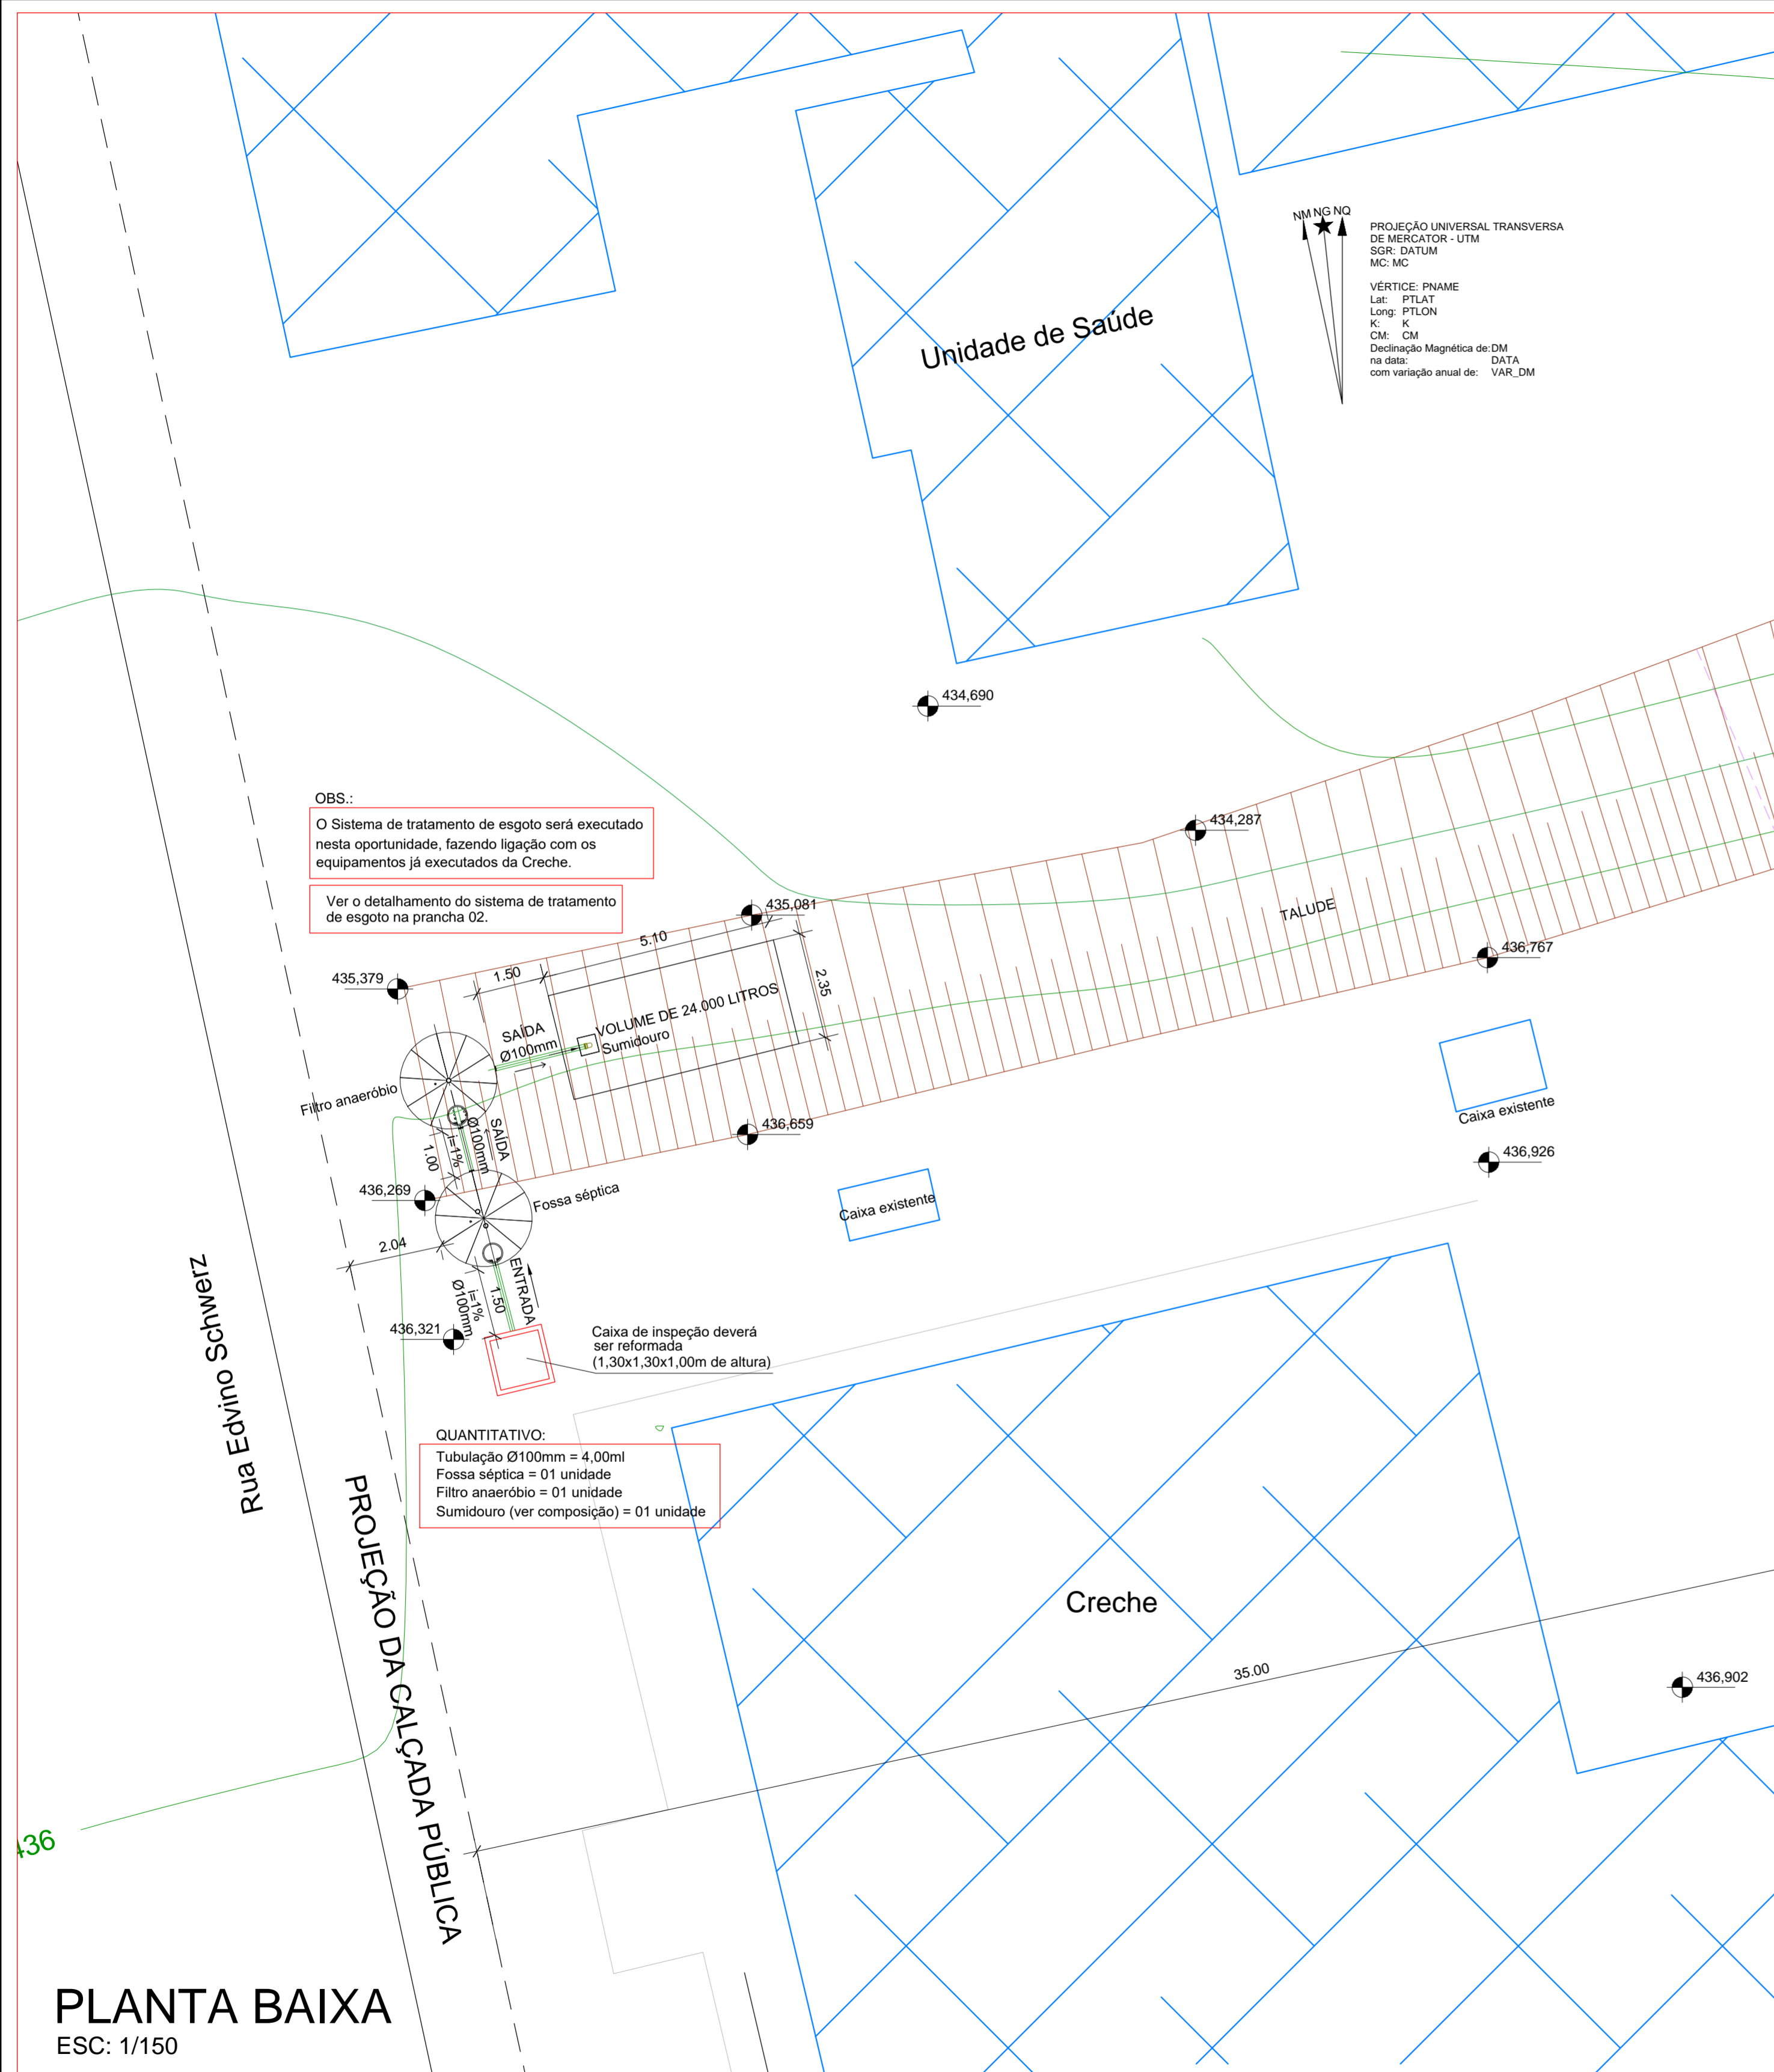 NM NG NQ
PROJEÇÃO UNIVERSAL TRANSVERSA
DE MERCATOR - UTM
SGR: DATUM
MC: MC
VÉRTICE: PNAME
Lat: PTLAT
Long: PTLON
K: K
CM: CM
Declinação Magnética de: DM
na data: DATA
com variação anual de: VAR_DM
Unidade de Saúde
434,690
OBS.:
O Sistema de tratamento de esgoto será executado
nesta oportunidade, fazendo ligação com os
equipamentos já executados da Creche.
Ver o detalhamento do sistema de tratamento
de esgoto na prancha 02.
434,287
435,081
TALUDE
5.10
436,767
435,379
1.50
2.35
VOLUME DE 24.000 LITROS
Sumidouro
SAÍDA
Ø100mm
Filtro anaeróbio
SAÍDA
Ø100mm
i=1%
1.00
436,659
Caixa existente
436,926
436,269
Fossa séptica
Caixa existente
2.04
ENTRADA
1.50
i=1%
Ø100mm
436,321
Caixa de inspeção deverá
ser reformada
(1,30x1,30x1,00m de altura)
Rua Edvino Schwerz
QUANTITATIVO:
Tubulação Ø100mm = 4,00ml
Fossa séptica = 01 unidade
Filtro anaeróbio = 01 unidade
Sumidouro (ver composição) = 01 unidade
PROJEÇÃO DA CALÇADA PÚBLICA
Creche
35.00
436,902
436
PLANTA BAIXA
ESC: 1/150